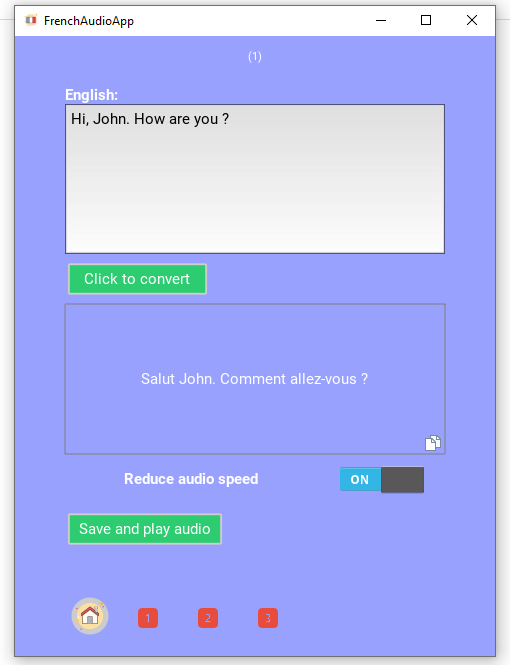 FrenchAudioApp
(1)
English:
Hi, John. How are you ?
Click to convert
Salut John. Comment allez-vous ?
Reduce audio speed ON
Save and play audio
1 2 3